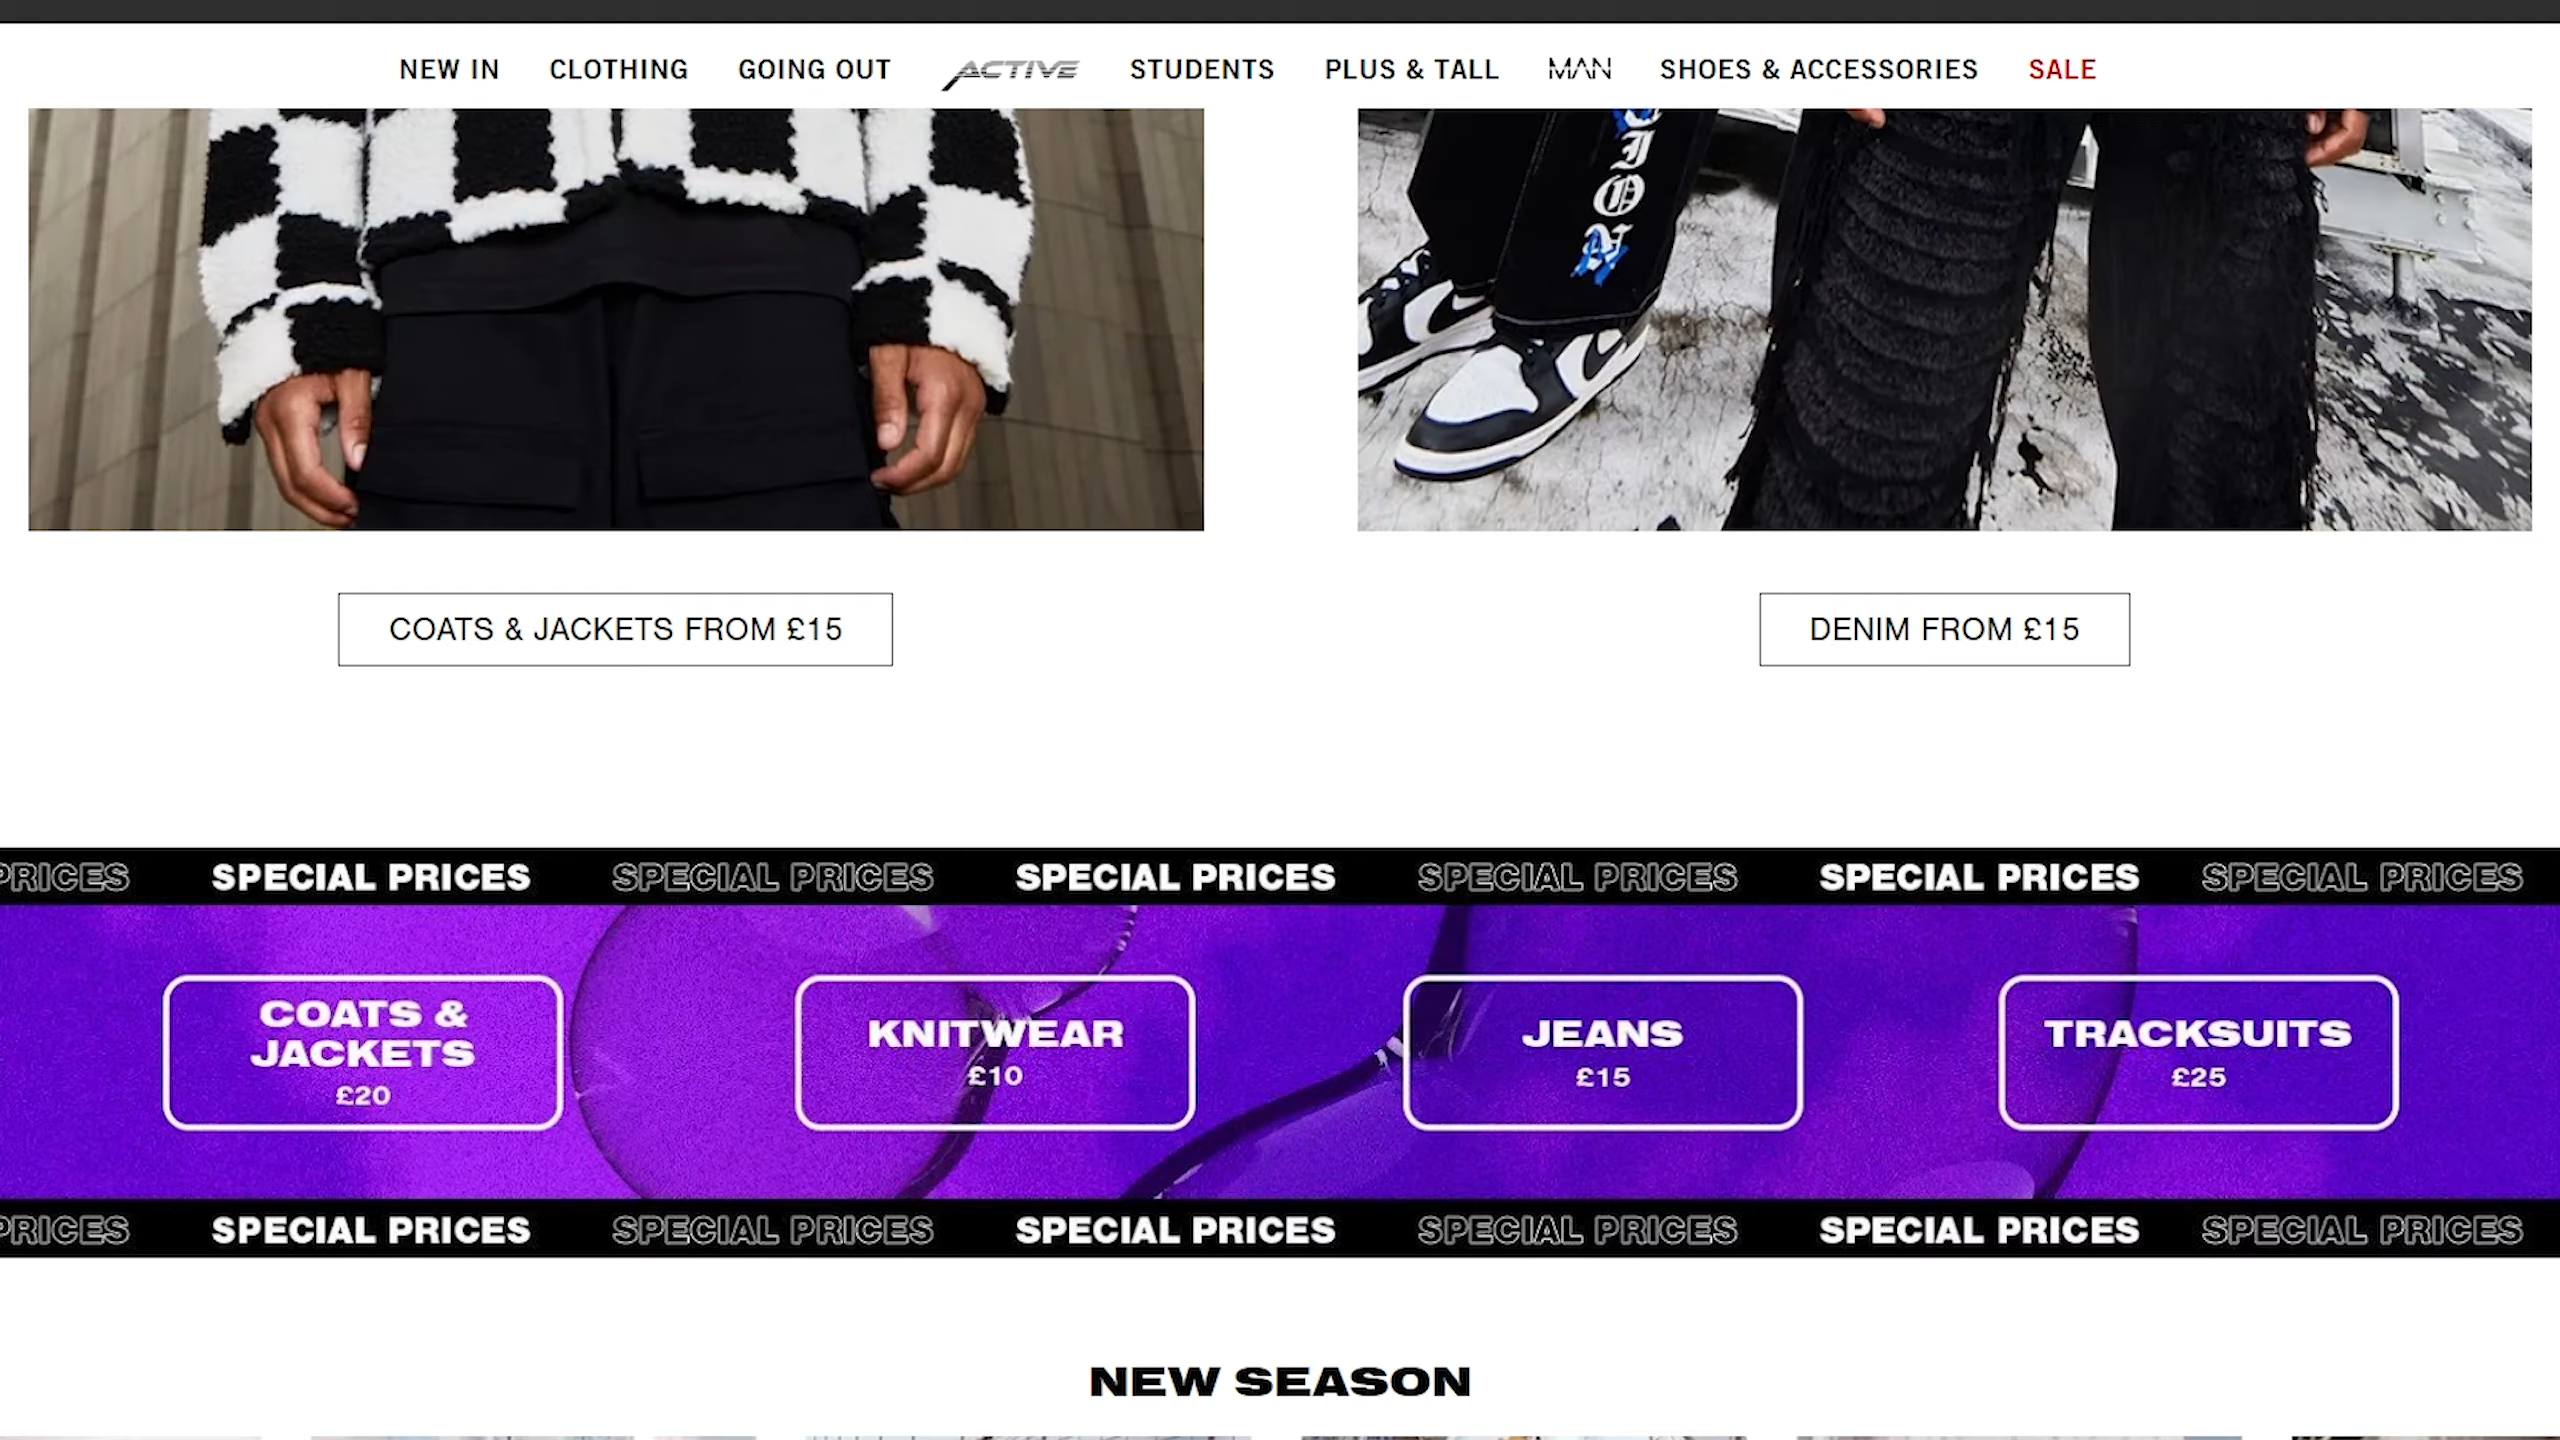 NEW IN CLOTHING GOING OUT ACTIVE STUDENTS PLUS & TALL MAN SHOES & ACCESSORIES SALE
COATS & JACKETS FROM £15
DENIM FROM £15
PRICES SPECIAL PRICES SPECIAL PRICES SPECIAL PRICES SPECIAL PRICES SPECIAL PRICES SPECIAL PRICES
COATS &
JACKETS
£20
KNITWEAR
£10
JEANS
£15
TRACKSUITS
£25
PRICES SPECIAL PRICES SPECIAL PRICES SPECIAL PRICES SPECIAL PRICES SPECIAL PRICES SPECIAL PRICES
NEW SEASON